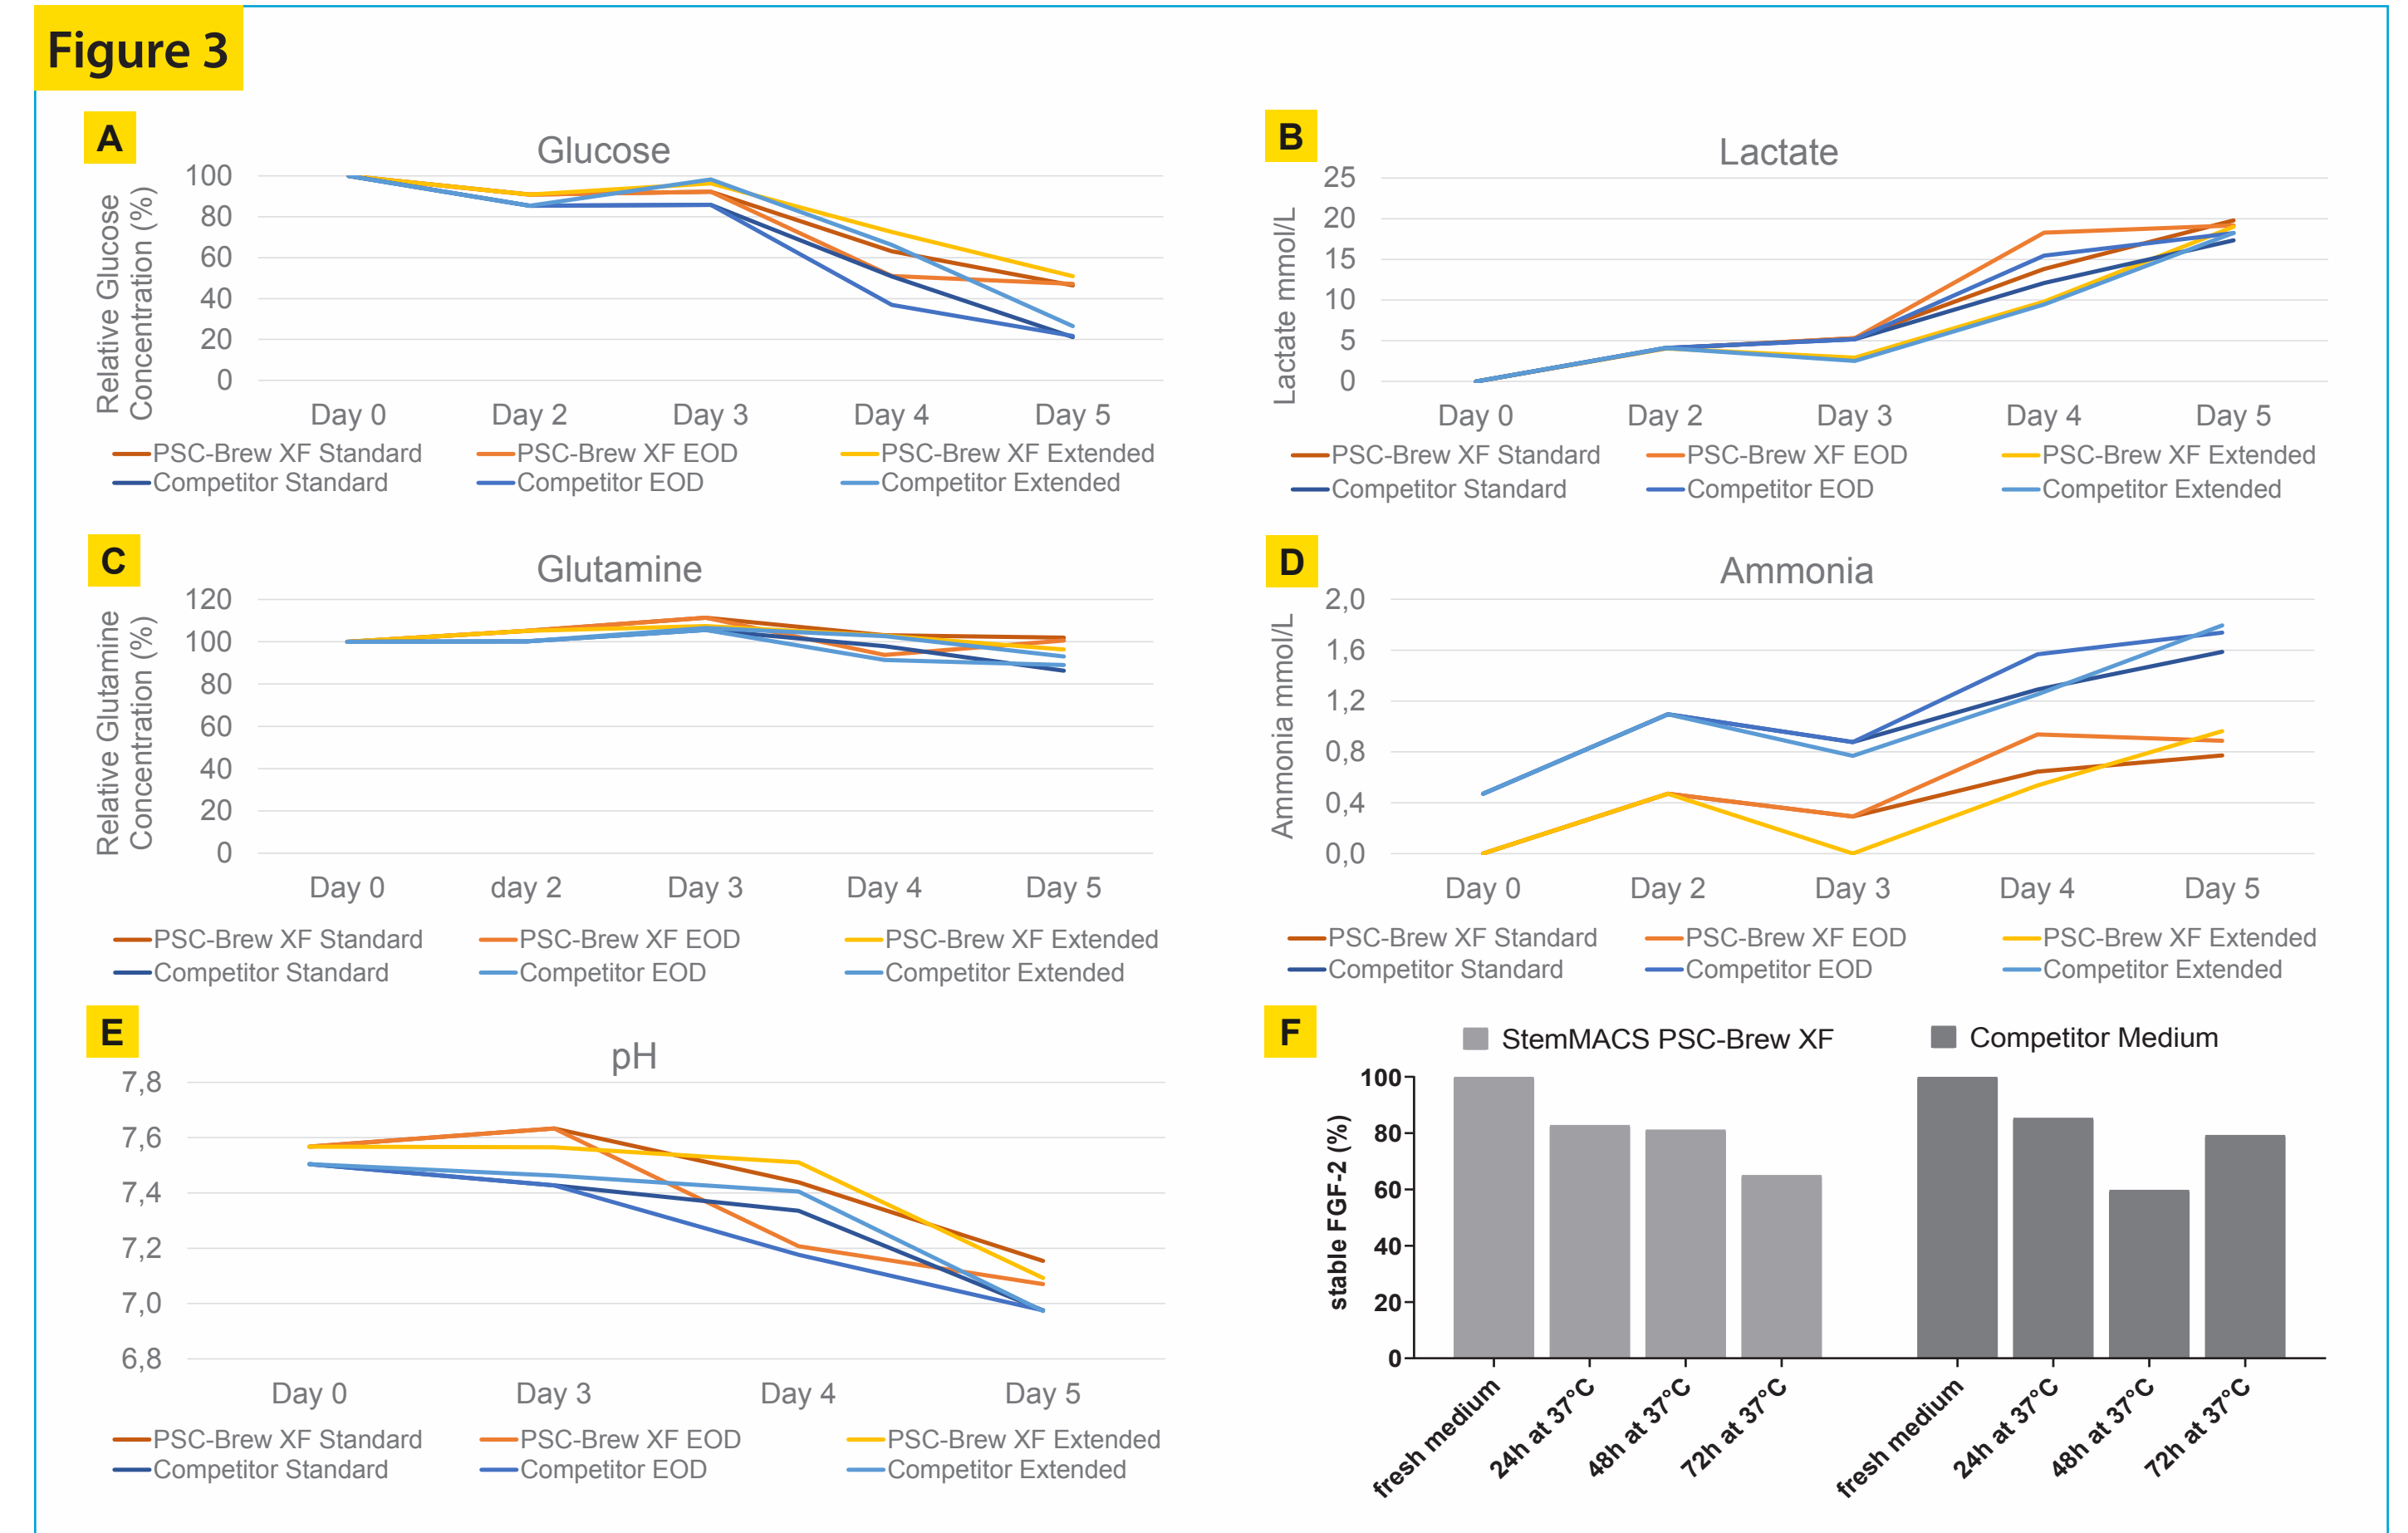 Figure 3
A
Glucose
Relative Glucose
Concentration (%)
100
80
60
40
20
0
Day 0 Day 2 Day 3 Day 4 Day 5
PSC-Brew XF Standard PSC-Brew XF EOD PSC-Brew XF Extended
Competitor Standard Competitor EOD Competitor Extended
B
Lactate
Lactate mmol/L
25
20
15
10
5
0
Day 0 Day 2 Day 3 Day 4 Day 5
PSC-Brew XF Standard PSC-Brew XF EOD PSC-Brew XF Extended
Competitor Standard Competitor EOD Competitor Extended
C
Glutamine
Relative Glutamine
Concentration (%)
120
100
80
60
40
20
0
Day 0 day 2 Day 3 Day 4 Day 5
PSC-Brew XF Standard PSC-Brew XF EOD PSC-Brew XF Extended
Competitor Standard Competitor EOD Competitor Extended
D
Ammonia
Ammonia mmol/L
2,0
1,6
1,2
0,8
0,4
0,0
Day 0 Day 2 Day 3 Day 4 Day 5
PSC-Brew XF Standard PSC-Brew XF EOD PSC-Brew XF Extended
Competitor Standard Competitor EOD Competitor Extended
E
pH
7,8
7,6
7,4
7,2
7,0
6,8
Day 0 Day 3 Day 4 Day 5
PSC-Brew XF Standard PSC-Brew XF EOD PSC-Brew XF Extended
Competitor Standard Competitor EOD Competitor Extended
F
StemMACS PSC-Brew XF Competitor Medium
stable FGF-2 (%)
100
80
60
40
20
0
fresh medium
24h at 37°C
48h at 37°C
72h at 37°C
fresh medium
24h at 37°C
48h at 37°C
72h at 37°C